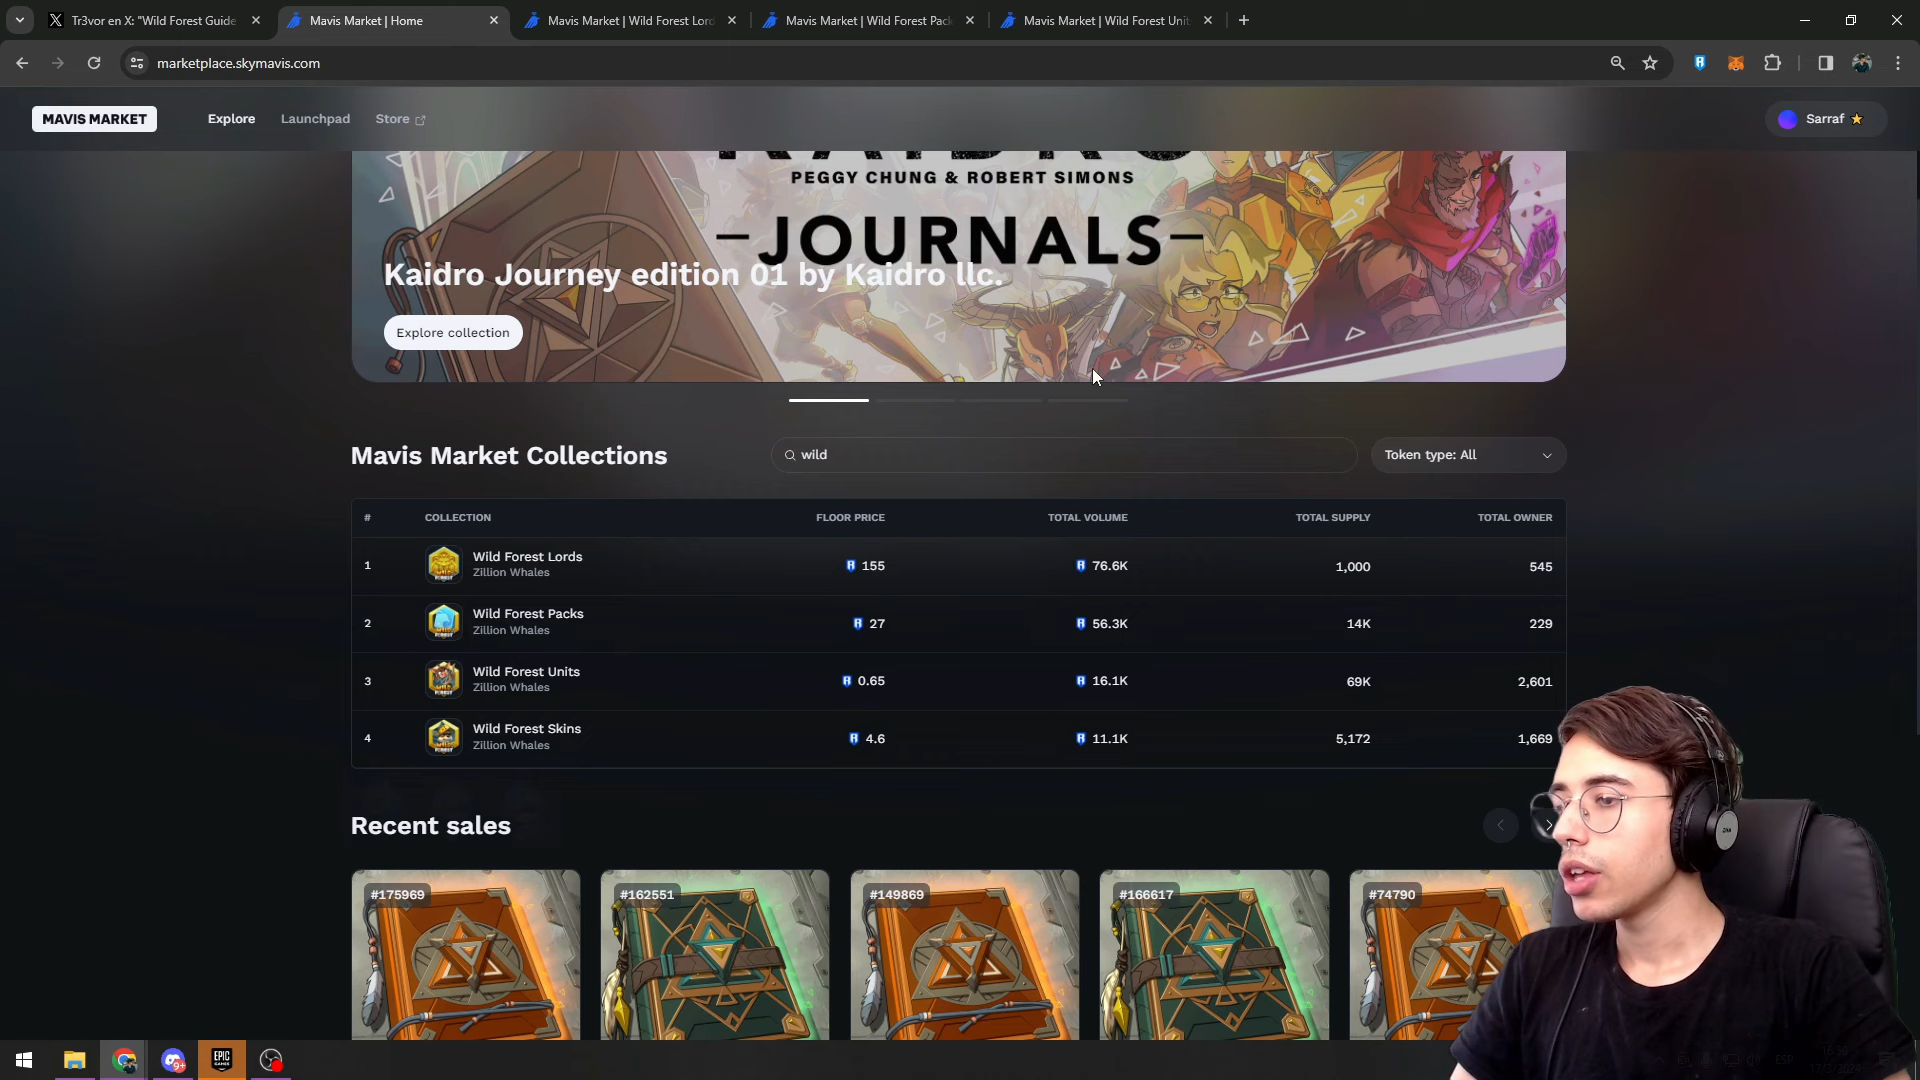 Tr3vor en X: "Wild Forest Guide
Mavis Market | Home
Mavis Market | Wild Forest Lord
Mavis Market | Wild Forest Pack
Mavis Market | Wild Forest Unit
marketplace.skymavis.com
MAVIS MARKET
Explore
Launchpad
Store
Sarraf
PEGGY CHUNG & ROBERT SIMONS
-JOURNALS-
Kaidro Journey edition 01 by Kaidro llc.
Explore collection
Mavis Market Collections
wild
Token type: All
# COLLECTION FLOOR PRICE TOTAL VOLUME TOTAL SUPPLY TOTAL OWNER
1 Wild Forest Lords 155 76.6K 1,000 545
Zillion Whales
2 Wild Forest Packs 27 56.3K 14K 229
Zillion Whales
3 Wild Forest Units 0.65 16.1K 69K 2,601
Zillion Whales
4 Wild Forest Skins 4.6 11.1K 5,172 1,669
Zillion Whales
Recent sales
#175969
#162551
#149869
#166617
#74790
EPIC
GAMES
9+
ESP